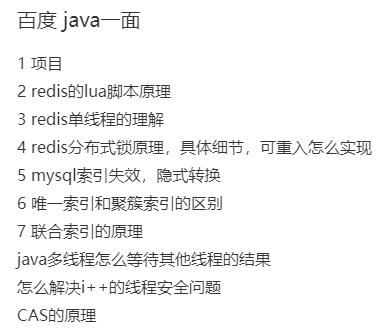 百度 java一面
1 项目
2 redis的lua脚本原理
3 redis单线程的理解
4 redis分布式锁原理，具体细节，可重入怎么实现
5 mysql索引失效，隐式转换
6 唯一索引和聚簇索引的区别
7 联合索引的原理
java多线程怎么等待其他线程的结果
怎么解决i++的线程安全问题
CAS的原理